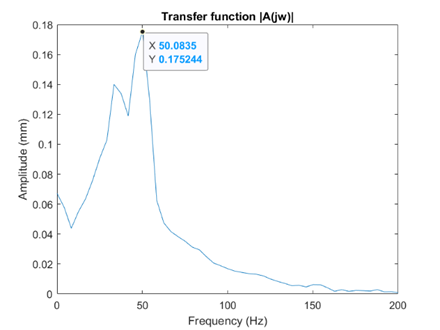 Transfer function |A(jw)|
0.18
0.16
0.14
0.12
0.1
0.08
0.06
0.04
0.02
0
Amplitude (mm)
X 50.0835
Y 0.175244
0 50 100 150 200
Frequency (Hz)